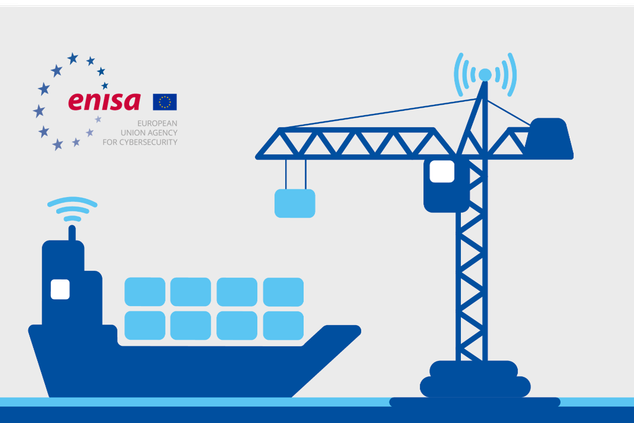 enisa
EUROPEAN
UNION AGENCY
FOR CYBERSECURITY